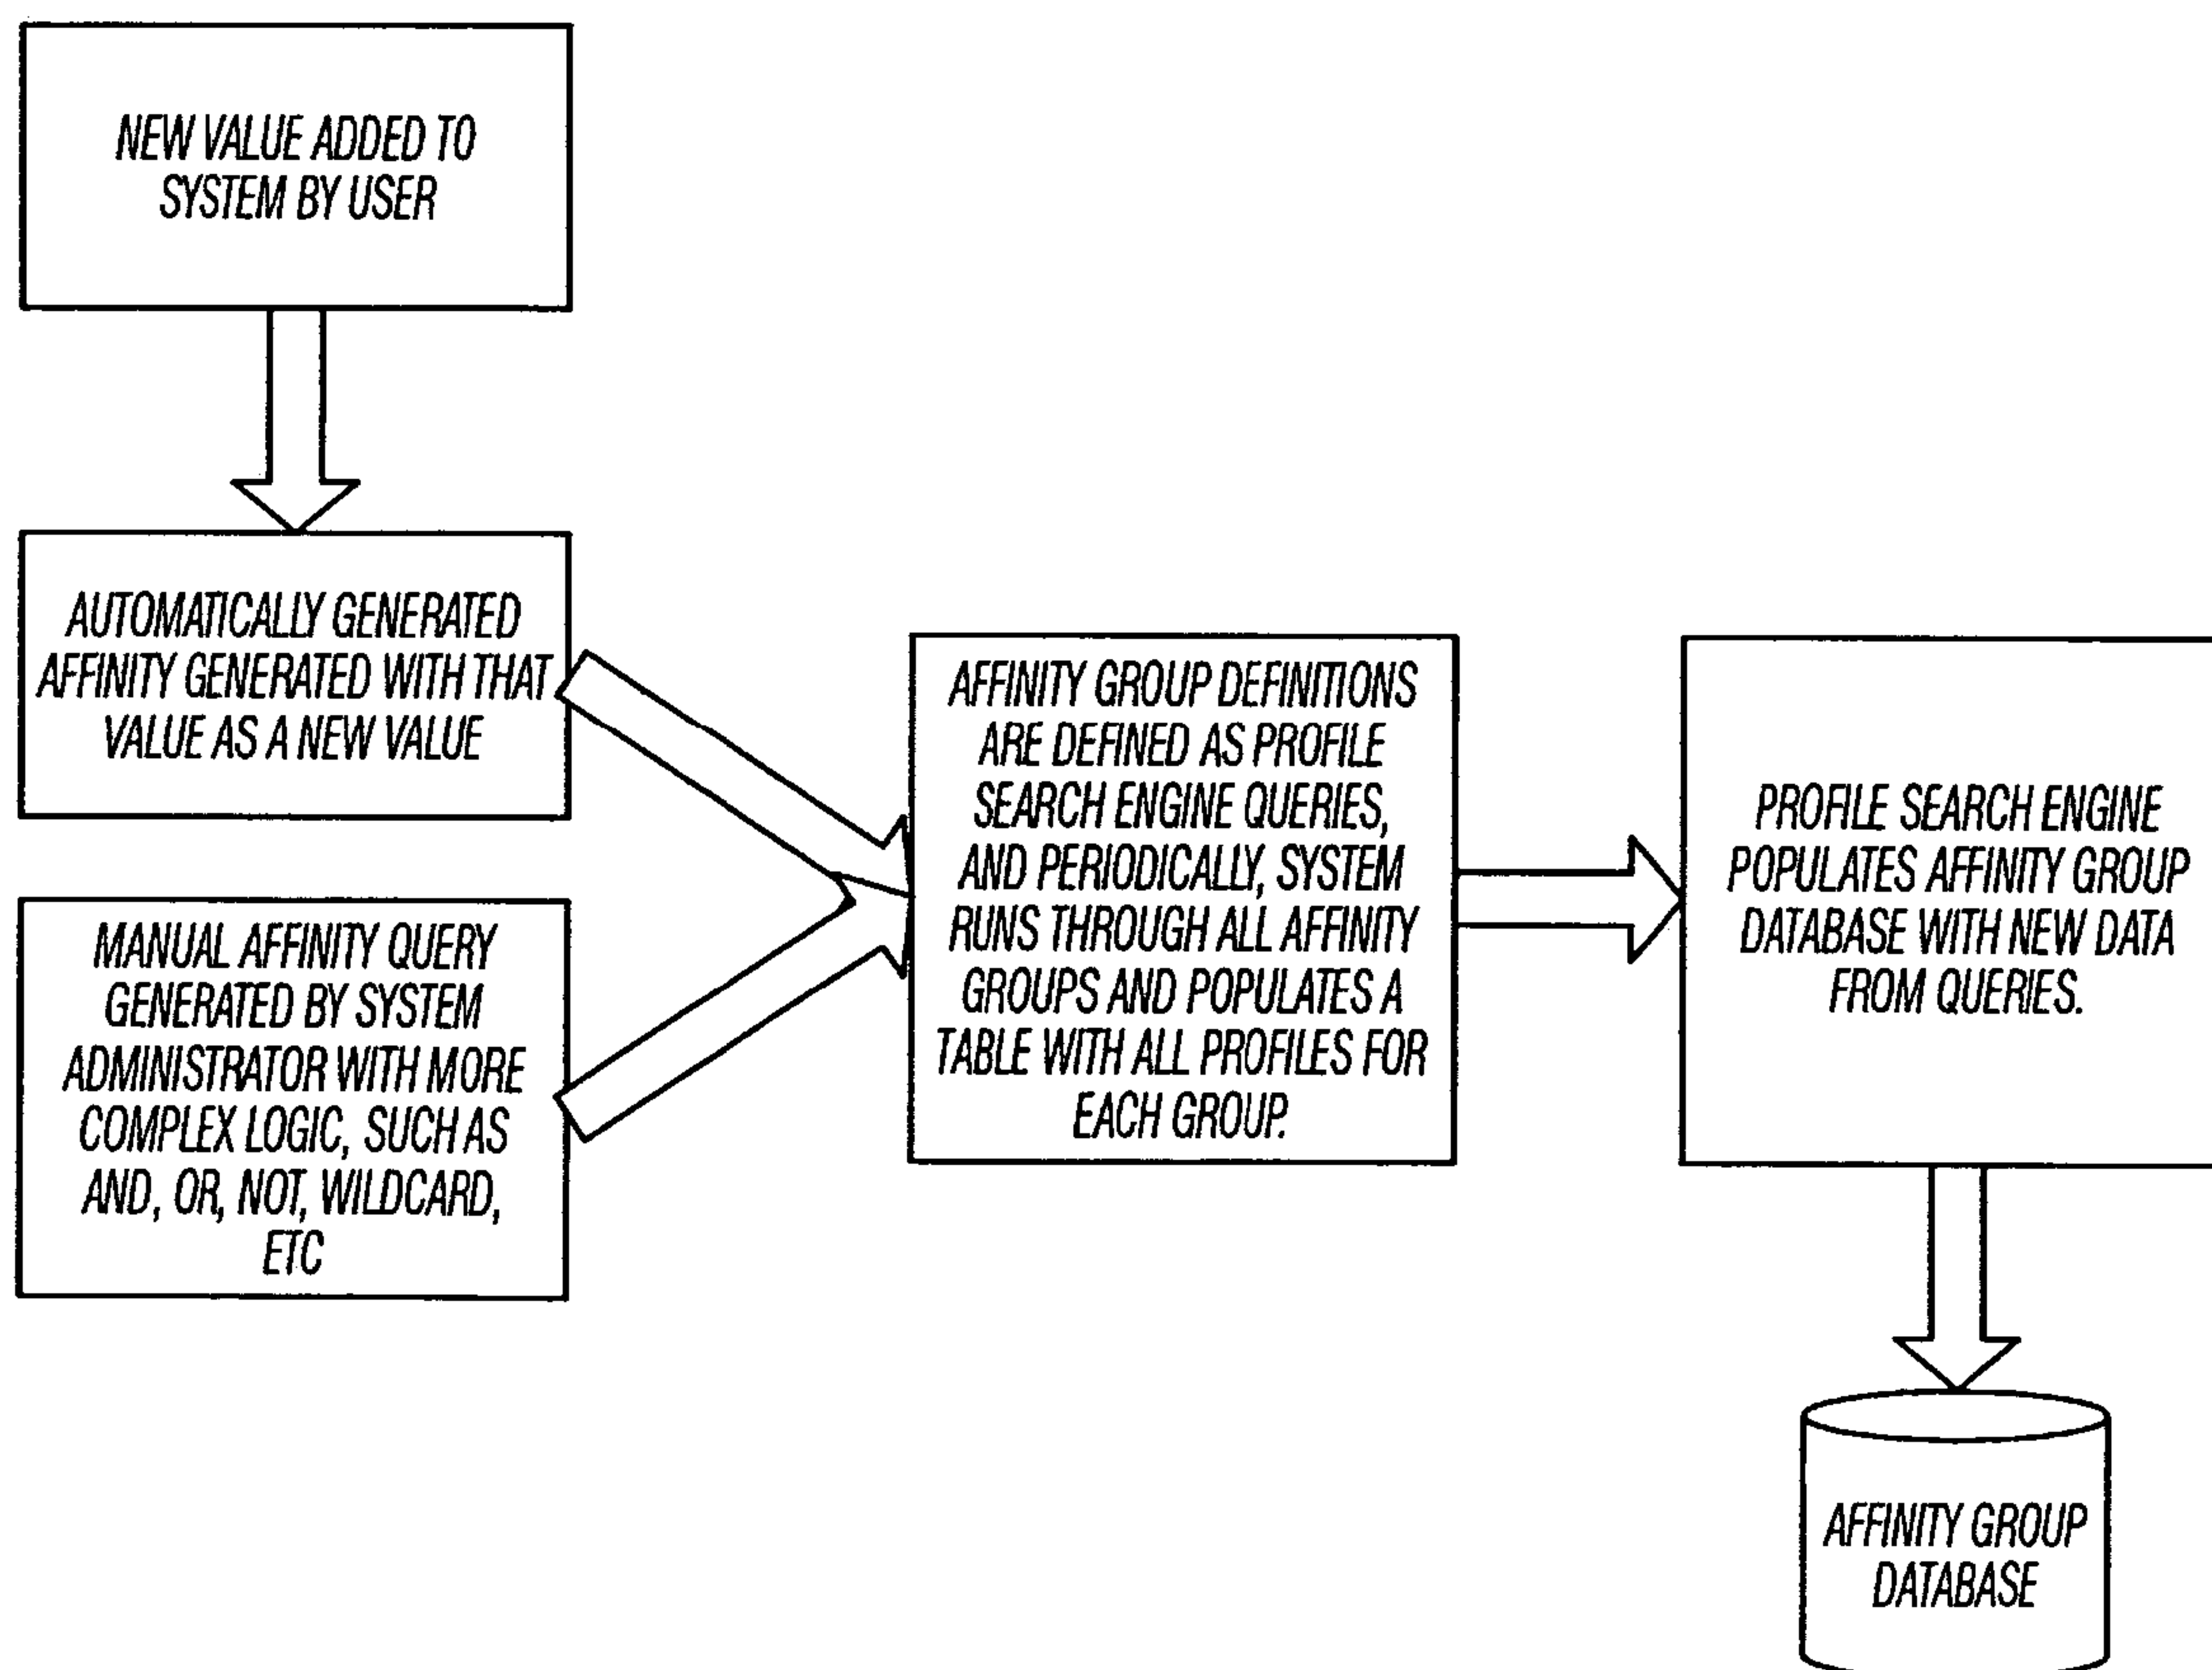 NEW VALUE ADDED TO
SYSTEM BY USER
AUTOMATICALLY GENERATED
AFFINITY GENERATED WITH THAT
VALUE AS A NEW VALUE
MANUAL AFFINITY QUERY
GENERATED BY SYSTEM
ADMINISTRATOR WITH MORE
COMPLEX LOGIC, SUCH AS
AND, OR, NOT, WILDCARD,
ETC
AFFINITY GROUP DEFINITIONS
ARE DEFINED AS PROFILE
SEARCH ENGINE QUERIES,
AND PERIODICALLY, SYSTEM
RUNS THROUGH ALL AFFINITY
GROUPS AND POPULATES A
TABLE WITH ALL PROFILES FOR
EACH GROUP.
PROFILE SEARCH ENGINE
POPULATES AFFINITY GROUP
DATABASE WITH NEW DATA
FROM QUERIES.
AFFINITY GROUP
DATABASE